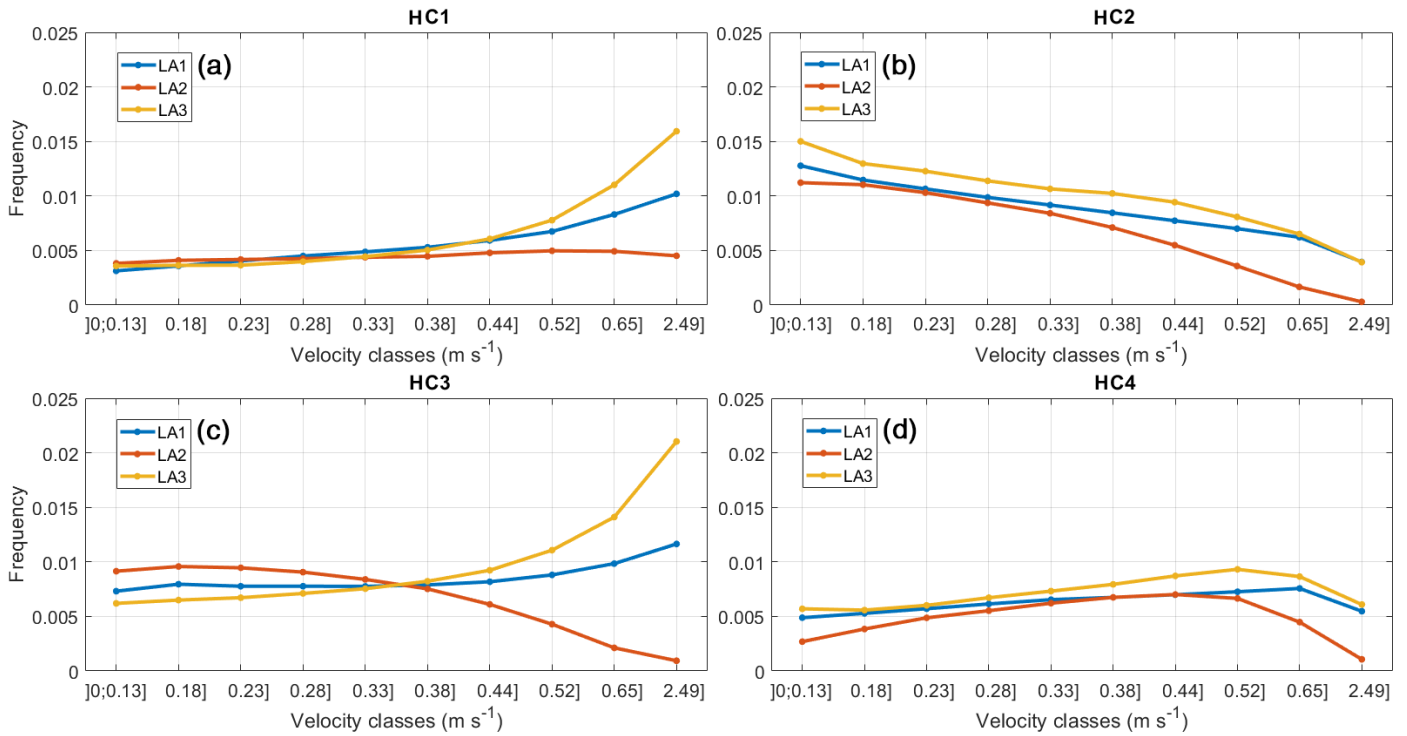 HC1
(a)
LA1
LA2
LA3
Frequency
0.025
0.02
0.015
0.01
0.005
0
]0;0.13] 0.18] 0.23] 0.28] 0.33] 0.38] 0.44] 0.52] 0.65] 2.49]
Velocity classes (m s⁻¹)
HC2
(b)
LA1
LA2
LA3
0.025
0.02
0.015
0.01
0.005
0
]0;0.13] 0.18] 0.23] 0.28] 0.33] 0.38] 0.44] 0.52] 0.65] 2.49]
Velocity classes (m s⁻¹)
HC3
(c)
LA1
LA2
LA3
Frequency
0.025
0.02
0.015
0.01
0.005
0
]0;0.13] 0.18] 0.23] 0.28] 0.33] 0.38] 0.44] 0.52] 0.65] 2.49]
Velocity classes (m s⁻¹)
HC4
(d)
LA1
LA2
LA3
0.025
0.02
0.015
0.01
0.005
0
]0;0.13] 0.18] 0.23] 0.28] 0.33] 0.38] 0.44] 0.52] 0.65] 2.49]
Velocity classes (m s⁻¹)